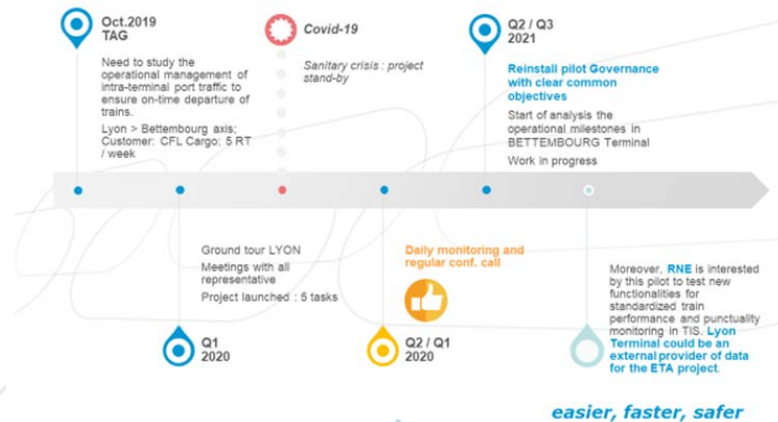 Oct.2019
TAG
Need to study the
operational management of
intra-terminal port traffic to
ensure on-time departure of
trains.
Lyon > Bettembourg axis;
Customer: CFL Cargo; 5 RT
/ week
Covid-19
Sanitary crisis : project
stand-by
Q2 / Q3
2021
Reinstall pilot Governance
with clear common
objectives
Start of analysis the
operational milestones in
BETTEMBOURG Terminal
Work in progress
Ground tour LYON
Meetings with all
representative
Project launched : 5 tasks
Q1
2020
Daily monitoring and
regular conf. call
Q2 / Q1
2020
Moreover, RNE is interested
by this pilot to test new
functionalities for
standardized train
performance and punctuality
monitoring in TIS. Lyon
Terminal could be an
external provider of data
for the ETA project.
easier, faster, safer